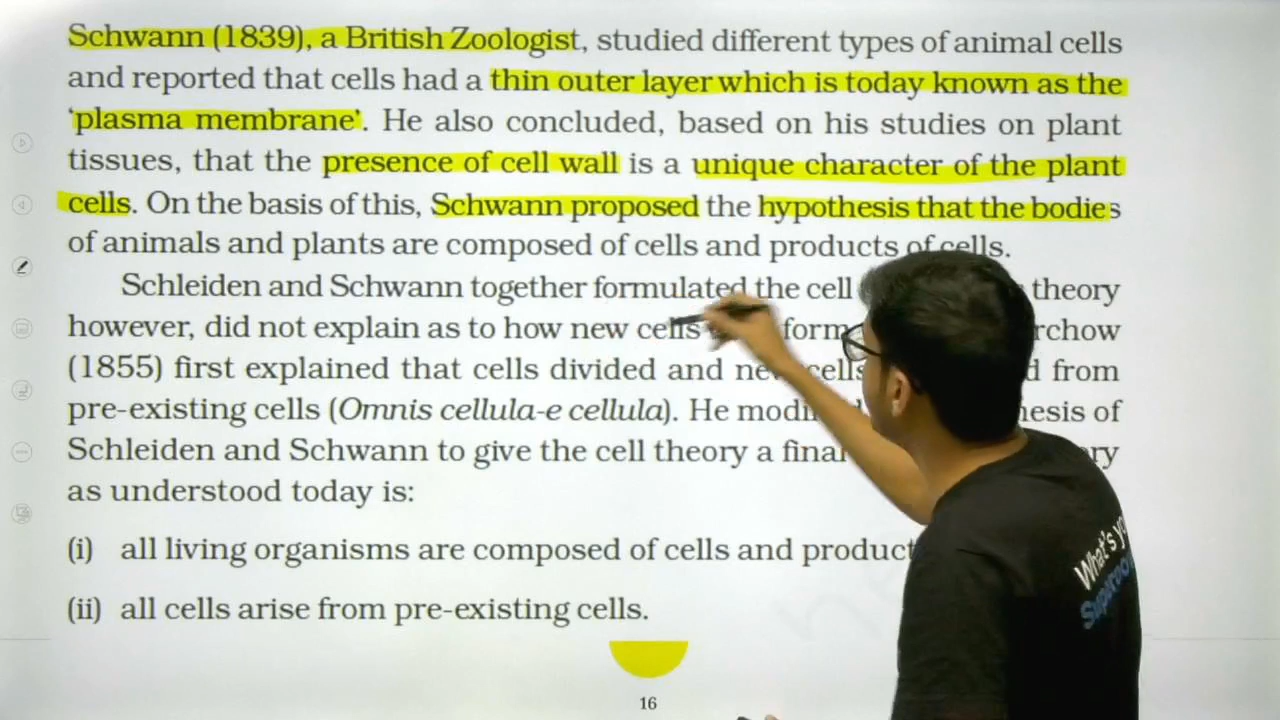 Schwann (1839), a British Zoologist, studied different types of animal cells
and reported that cells had a thin outer layer which is today known as the
‘plasma membrane’. He also concluded, based on his studies on plant
tissues, that the presence of cell wall is a unique character of the plant
cells. On the basis of this, Schwann proposed the hypothesis that the bodies
of animals and plants are composed of cells and products of cells.
Schleiden and Schwann together formulated the cell theory
however, did not explain as to how new cells form
(1855) first explained that cells divided and new cells from
pre-existing cells (Omnis cellula-e cellula). He of
Schleiden and Schwann to give the cell theory a final
as understood today is:
(i) all living organisms are composed of cells and
(ii) all cells arise from pre-existing cells.
16
What's